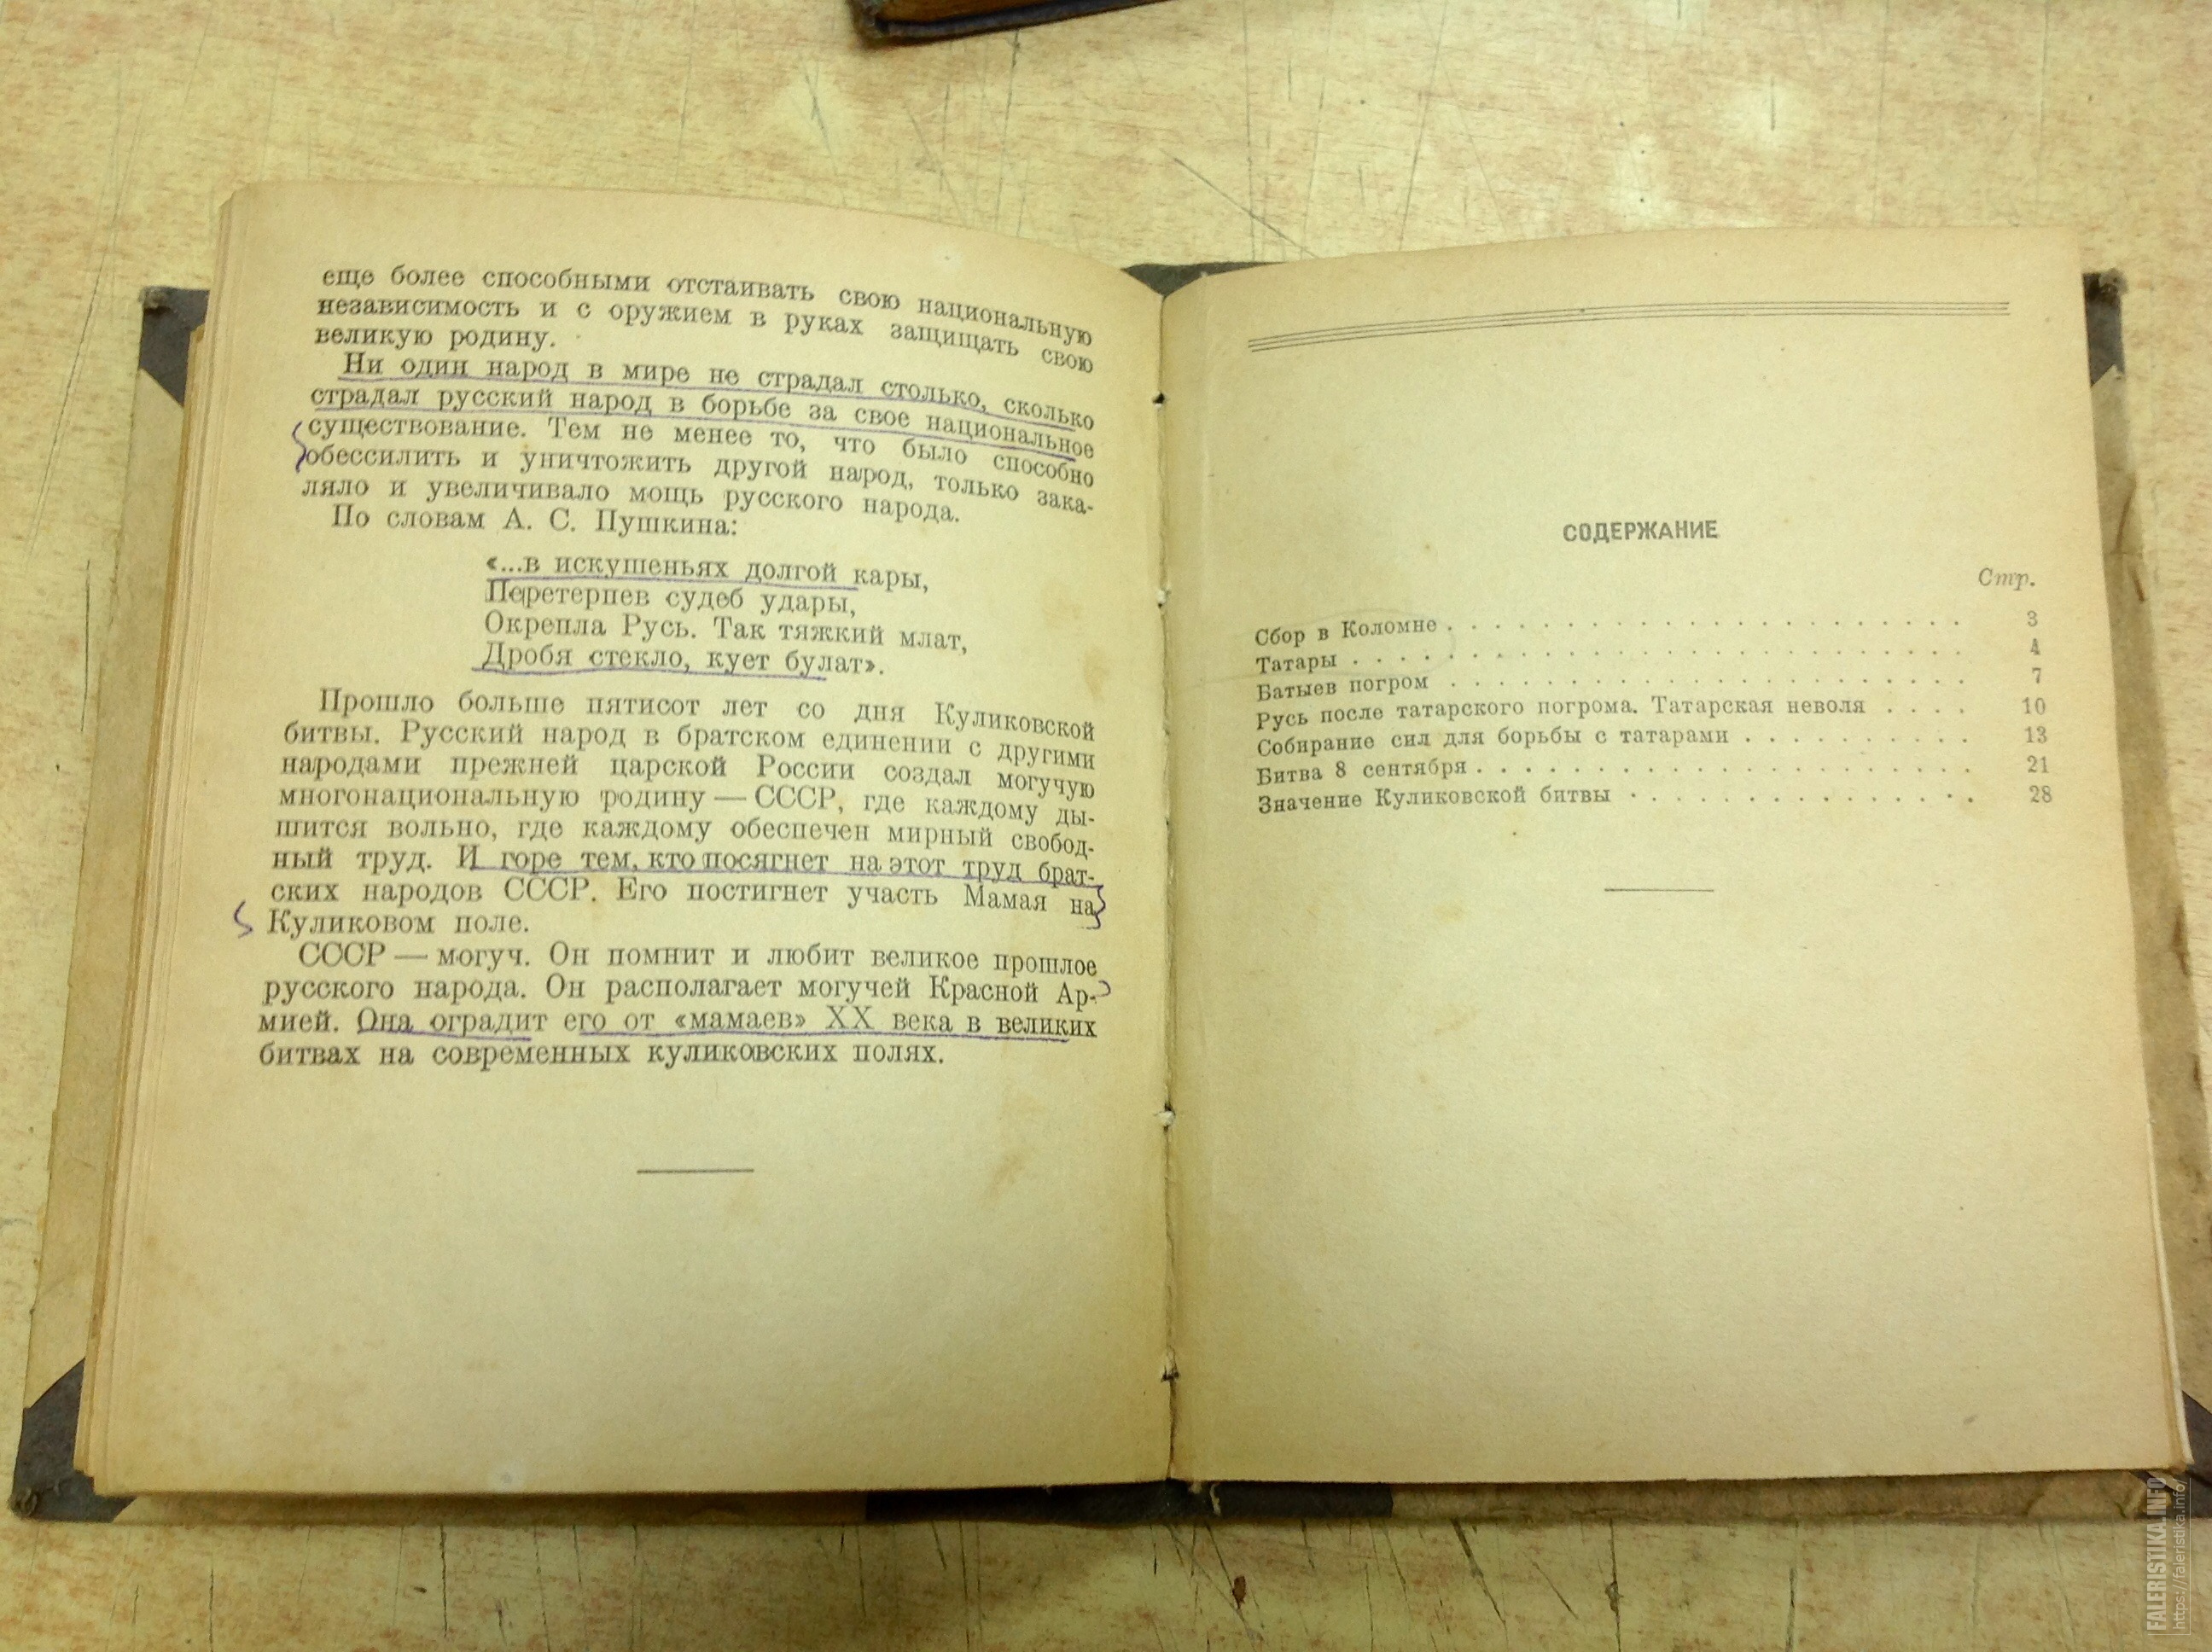 еще более способными отстаивать свою национальную
независимость и с оружием в руках защищать свою
великую родину.
Ни один народ в мире не страдал столько, сколько
страдал русский народ в борьбе за свое национальное
существование. Тем не менее то, что было способно
обессилить и уничтожить другой народ, только зака-
ляло и увеличивало мощь русского народа.
По словам А. С. Пушкина:
«...в искушеньях долгой кары,
Перетерпев судеб удары,
Окрепла Русь. Так тяжкий млат,
Дробя стекло, кует булат».
Прошло больше пятисот лет со дня Куликовской
битвы. Русский народ в братском единении с другими
народами прежней царской России создал могучую
многонациональную родину — СССР, где каждому ды-
шится вольно, где каждому обеспечен мирный свобод-
ный труд. И горе тем, кто посягнет на этот труд брат-
ских народов СССР. Его постигнет участь Мамая на
Куликовом поле.
СССР — могуч. Он помнит и любит великое прошлое
русского народа. Он располагает могучей Красной Ар-
мией. Она оградит его от «мамаев» XX века в великих
битвах на современных куликовских полях.
СОДЕРЖАНИЕ
Стр.
Сбор в Коломне . . . . . . . . . . . . . . . . . . . . . . 3
Татары . . . . . . . . . . . . . . . . . . . . . . . . . . 4
Батыев погром . . . . . . . . . . . . . . . . . . . . . . 7
Русь после татарского погрома. Татарская неволя . . . . 10
Собирание сил для борьбы с татарами . . . . . . . . . . 13
Битва 8 сентября . . . . . . . . . . . . . . . . . . . . . 21
Значение Куликовской битвы . . . . . . . . . . . . . . . 28
FALERISTIKA.INFO
https://faleristika.info/